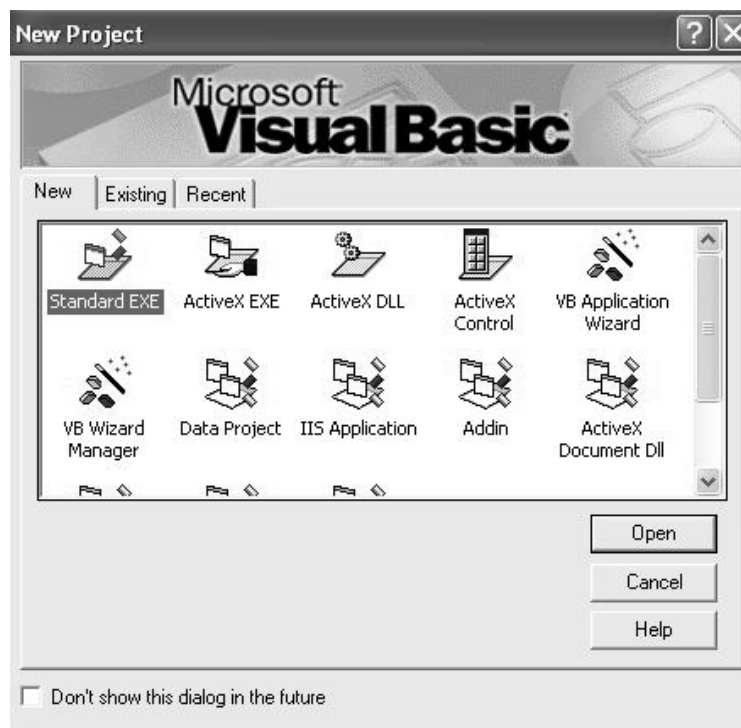 New Project
Microsoft
Visual Basic
New Existing Recent
Standard EXE ActiveX EXE ActiveX DLL ActiveX Control VB Application Wizard
VB Wizard Manager Data Project IIS Application Addin ActiveX Document Dll
Open
Cancel
Help
Don't show this dialog in the future